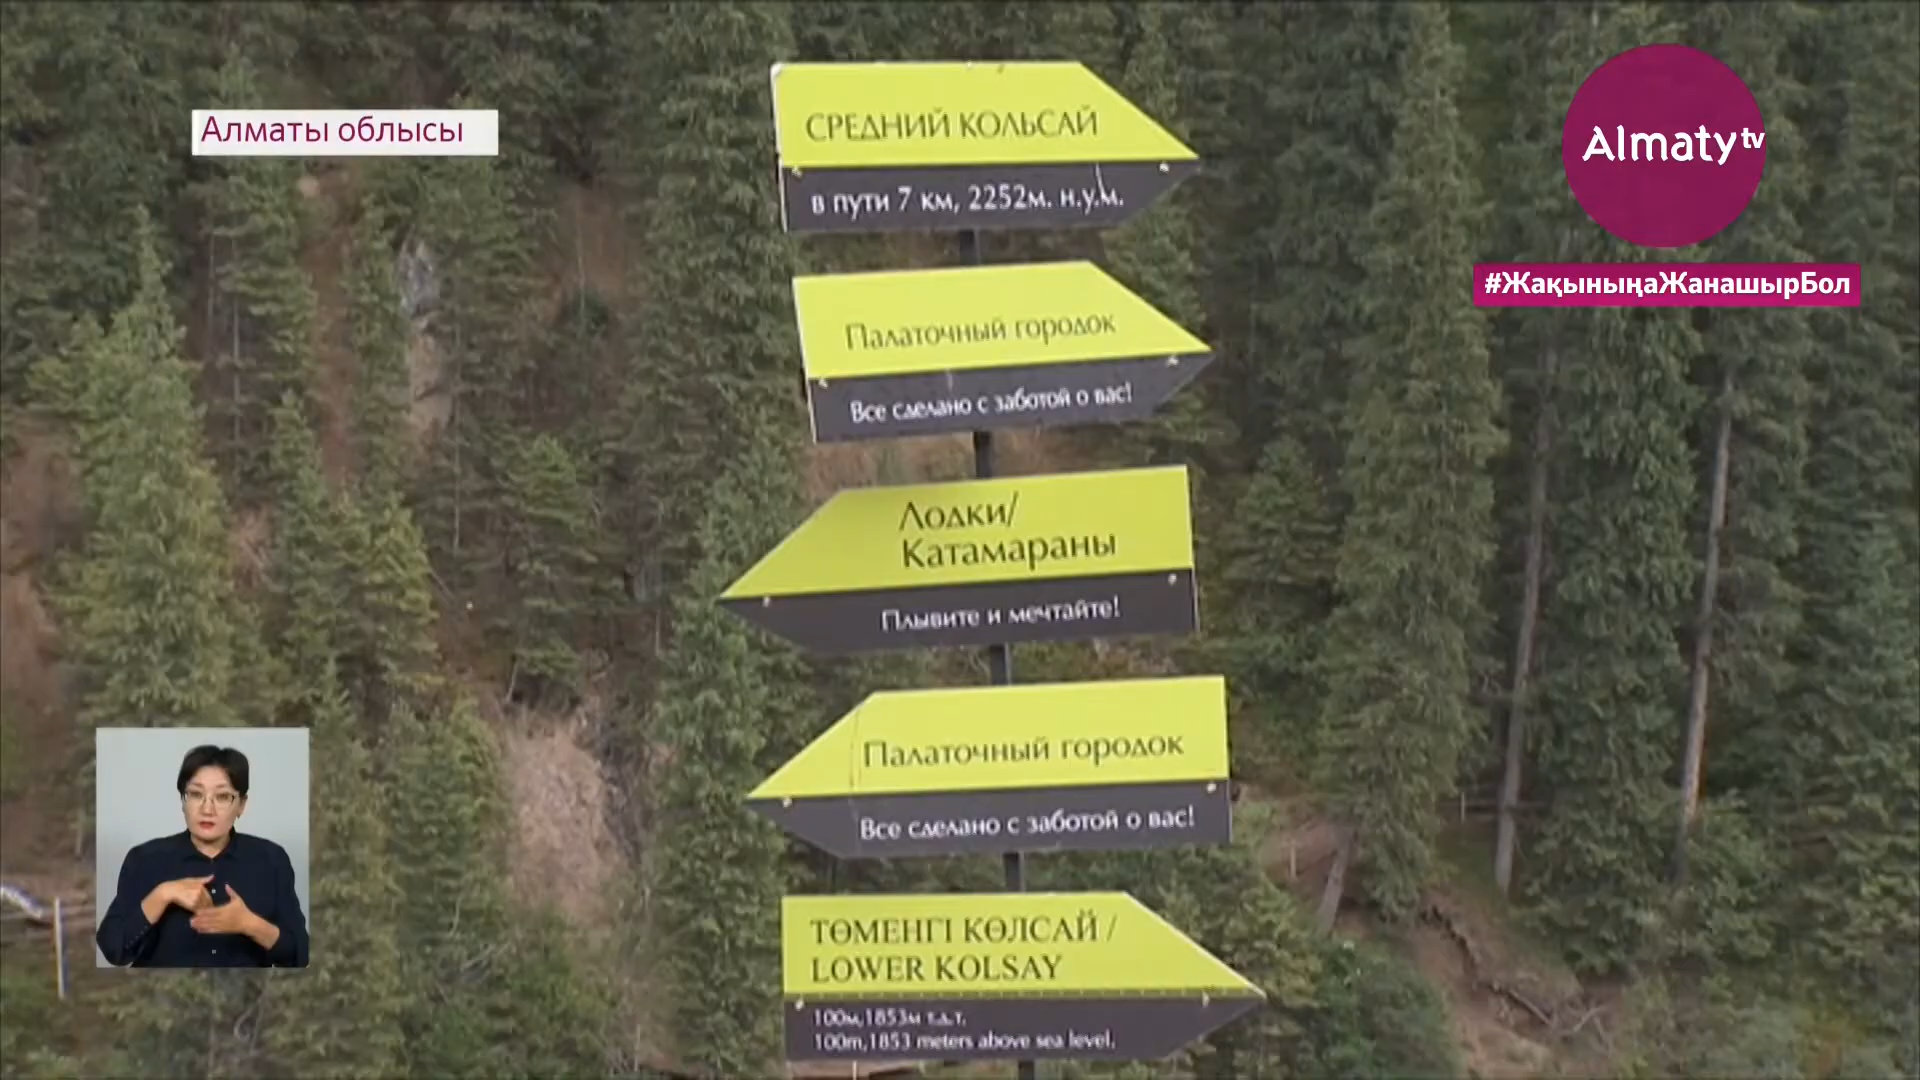 Алматы облысы
Almaty tv
#ЖақыныңаЖанашырБол
СРЕДНИЙ КОЛЬСАЙ
в пути 7 км, 2252м. н.у.м.
Палаточный городок
Все сделано с заботой о вас!
Лодки/
Катамараны
Плывите и мечтайте!
Палаточный городок
Все сделано с заботой о вас!
ТӨМЕНГІ КӨЛСАЙ /
LOWER KOLSAY
100м,1853м т.д.т.
100m,1853 meters above sea level.